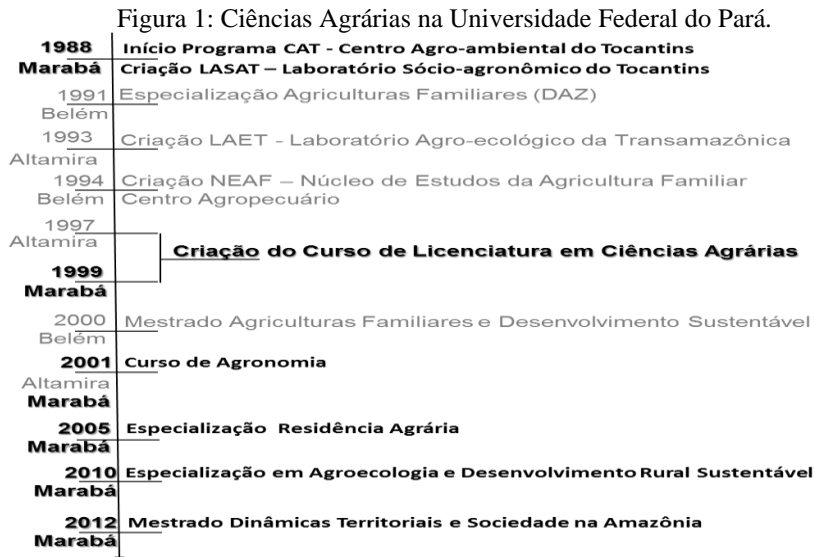 Figura 1: Ciências Agrárias na Universidade Federal do Pará.
1988 Início Programa CAT - Centro Agro-ambiental do Tocantins
Marabá Criação LASAT – Laboratório Sócio-agronômico do Tocantins
1991 Especialização Agriculturas Familiares (DAZ)
Belém
1993 Criação LAET - Laboratório Agro-ecológico da Transamazônica
Altamira
1994 Criação NEAF – Núcleo de Estudos da Agricultura Familiar
Belém Centro Agropecuário
1997
Altamira
Criação do Curso de Licenciatura em Ciências Agrárias
1999
Marabá
2000 Mestrado Agriculturas Familiares e Desenvolvimento Sustentável
Belém
2001 Curso de Agronomia
Altamira
Marabá
2005 Especialização Residência Agrária
Marabá
2010 Especialização em Agroecologia e Desenvolvimento Rural Sustentável
Marabá
2012 Mestrado Dinâmicas Territoriais e Sociedade na Amazônia
Marabá